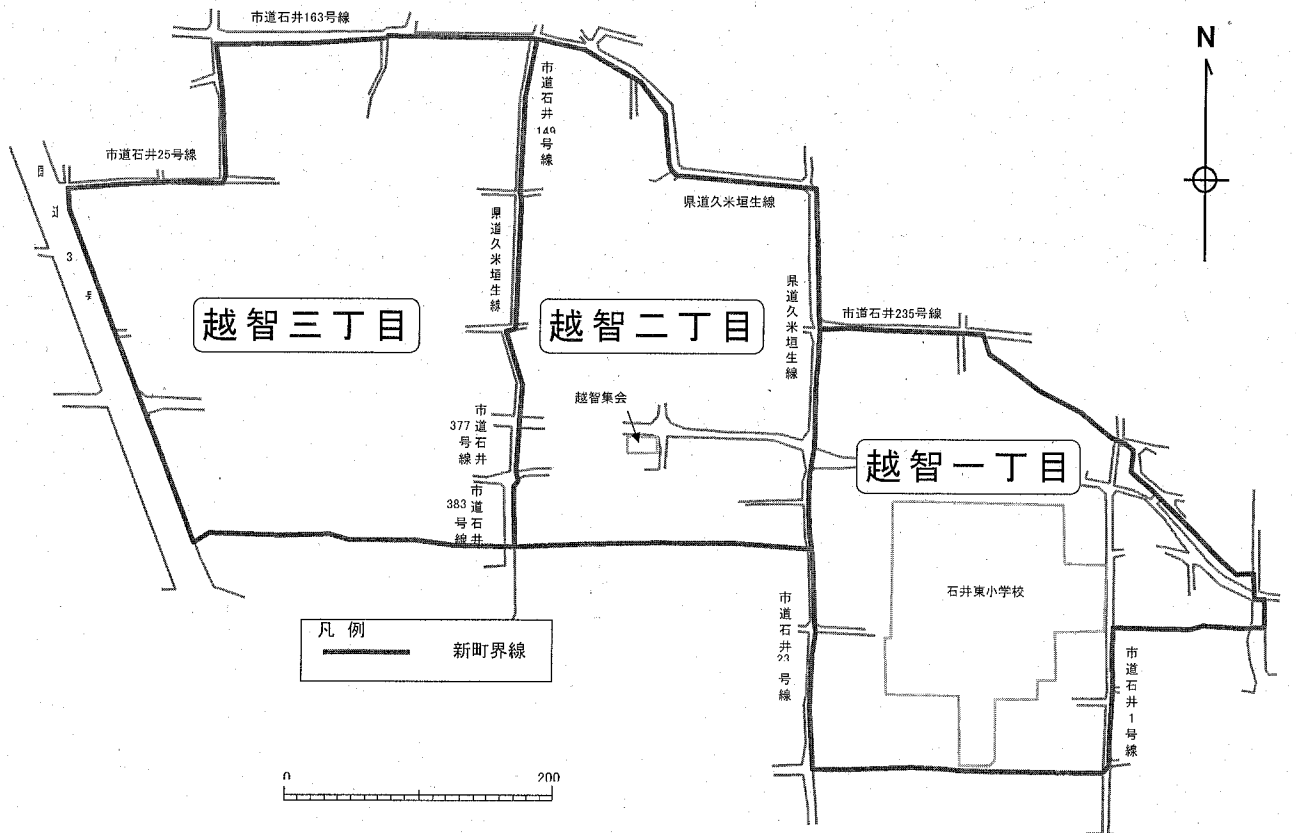 市道石井163号線
N
市道石井149号線
市道石井25号線
国道3 号
県道久米垣生線
県道久米垣生線
県道久米垣生線
市道石井235号線
越智三丁目
越智二丁目
越智集会
市道石井377号線
越智一丁目
市道石井383号線
石井東小学校
市道石井23号線
凡 例
新町界線
市道石井1号線
0 200